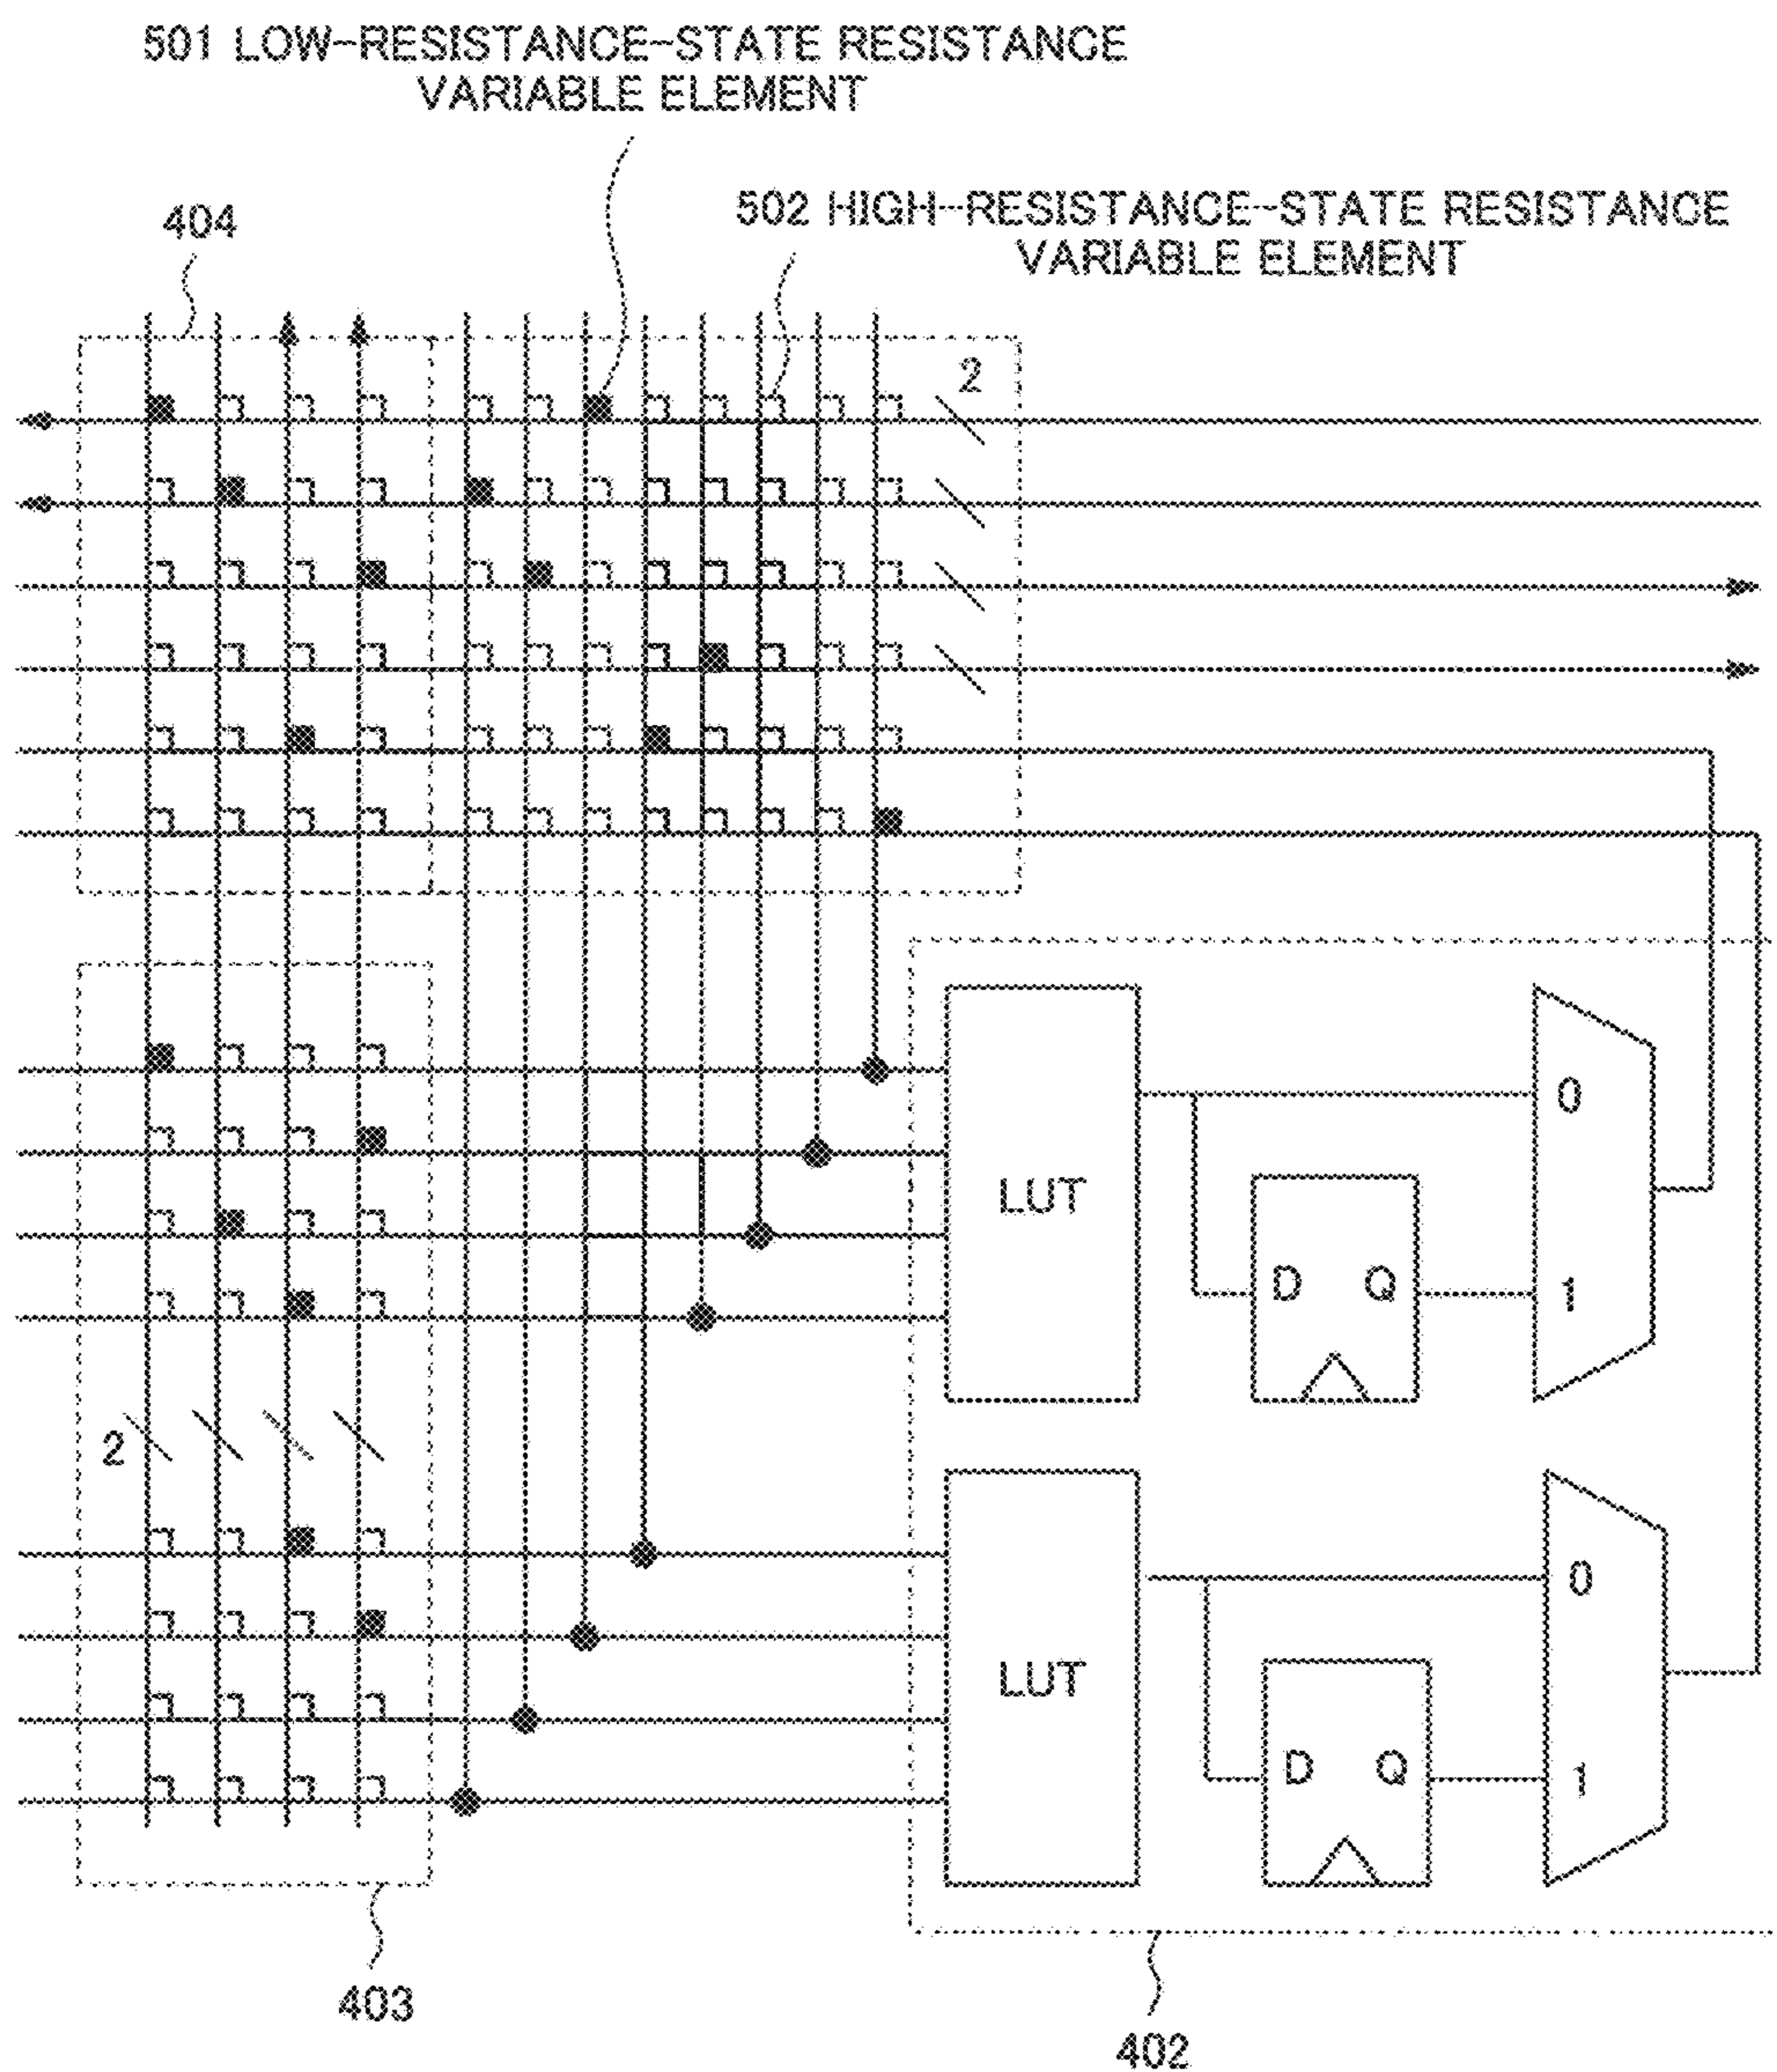 501 LOW-RESISTANCE-STATE RESISTANCE
VARIABLE ELEMENT
502 HIGH-RESISTANCE-STATE RESISTANCE
VARIABLE ELEMENT
404
2
LUT
0
D Q
1
2
LUT
0
D Q
1
403
402